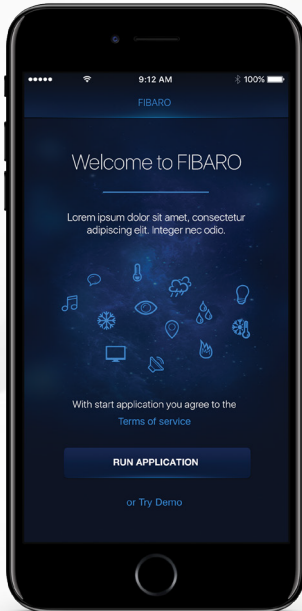 9:12 AM
100%
FIBARO
Welcome to FIBARO
Lorem ipsum dolor sit amet, consectetur
adipiscing elit. Integer nec odio.
With start application you agree to the
Terms of service
RUN APPLICATION
or Try Demo